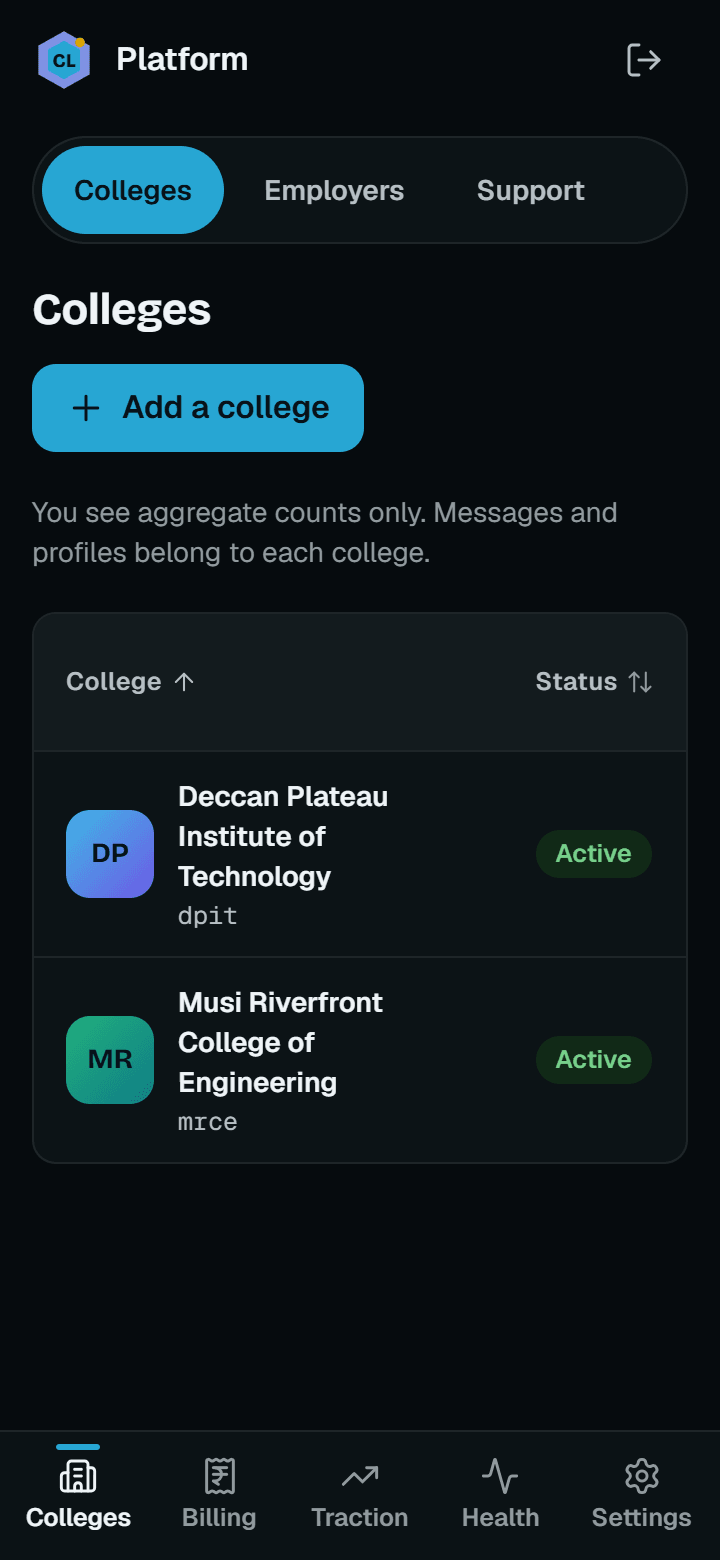 CL Platform
Colleges Employers Support
Colleges
Add a college
You see aggregate counts only. Messages and
profiles belong to each college.
College Status
DP
Deccan Plateau
Institute of
Technology
dpit
Active
MR
Musi Riverfront
College of
Engineering
mrce
Active
Colleges Billing Traction Health Settings